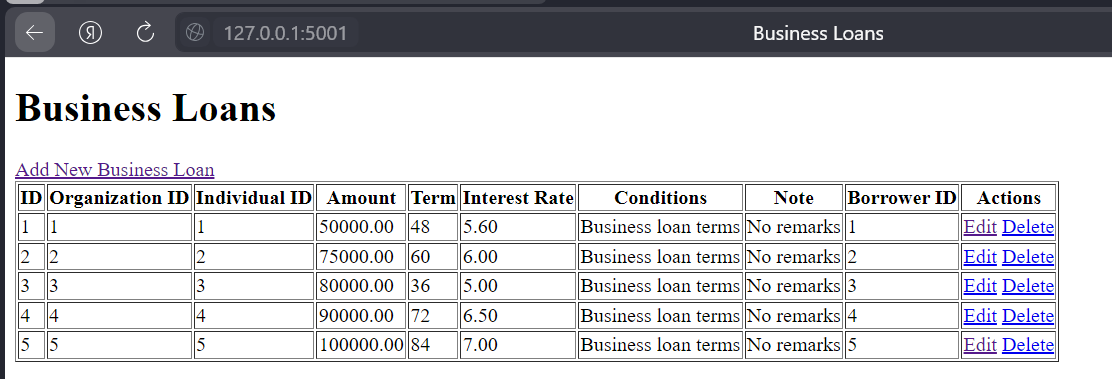 127.0.0.1:5001 Business Loans
Business Loans
Add New Business Loan
ID Organization ID Individual ID Amount Term Interest Rate Conditions Note Borrower ID Actions
1 1 1 50000.00 48 5.60 Business loan terms No remarks 1 Edit Delete
2 2 2 75000.00 60 6.00 Business loan terms No remarks 2 Edit Delete
3 3 3 80000.00 36 5.00 Business loan terms No remarks 3 Edit Delete
4 4 4 90000.00 72 6.50 Business loan terms No remarks 4 Edit Delete
5 5 5 100000.00 84 7.00 Business loan terms No remarks 5 Edit Delete